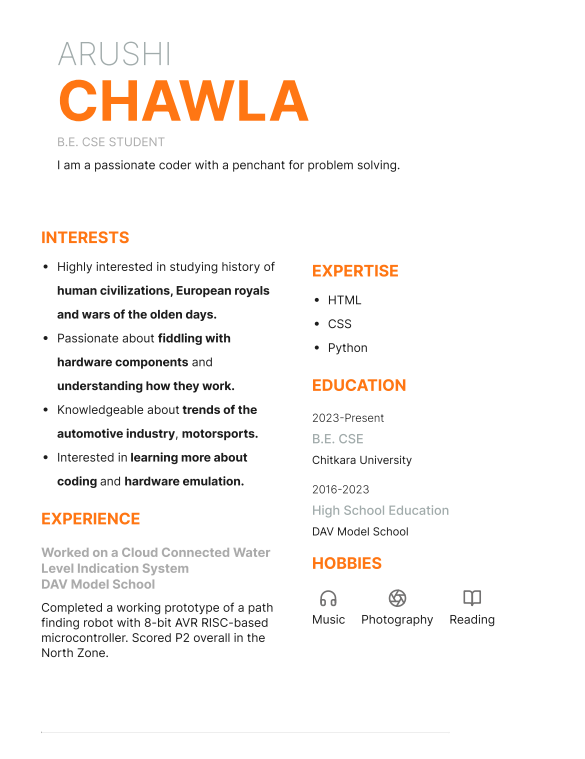 ARUSHI
CHAWLA
B.E. CSE STUDENT
I am a passionate coder with a penchant for problem solving.
INTERESTS
• Highly interested in studying history of
human civilizations, European royals
and wars of the olden days.
• Passionate about fiddling with
hardware components and
understanding how they work.
• Knowledgeable about trends of the
automotive industry, motorsports.
• Interested in learning more about
coding and hardware emulation.
EXPERIENCE
Worked on a Cloud Connected Water
Level Indication System
DAV Model School
Completed a working prototype of a path
finding robot with 8-bit AVR RISC-based
microcontroller. Scored P2 overall in the
North Zone.
EXPERTISE
• HTML
• CSS
• Python
EDUCATION
2023-Present
B.E. CSE
Chitkara University
2016-2023
High School Education
DAV Model School
HOBBIES
Music Photography Reading